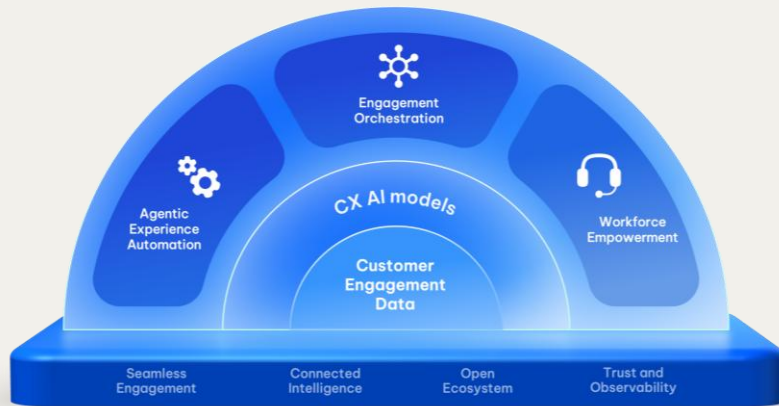 Engagement
Orchestration
Agentic
Experience
Automation
Workforce
Empowerment
CX AI models
Customer
Engagement
Data
Seamless
Engagement
Connected
Intelligence
Open
Ecosystem
Trust and
Observability